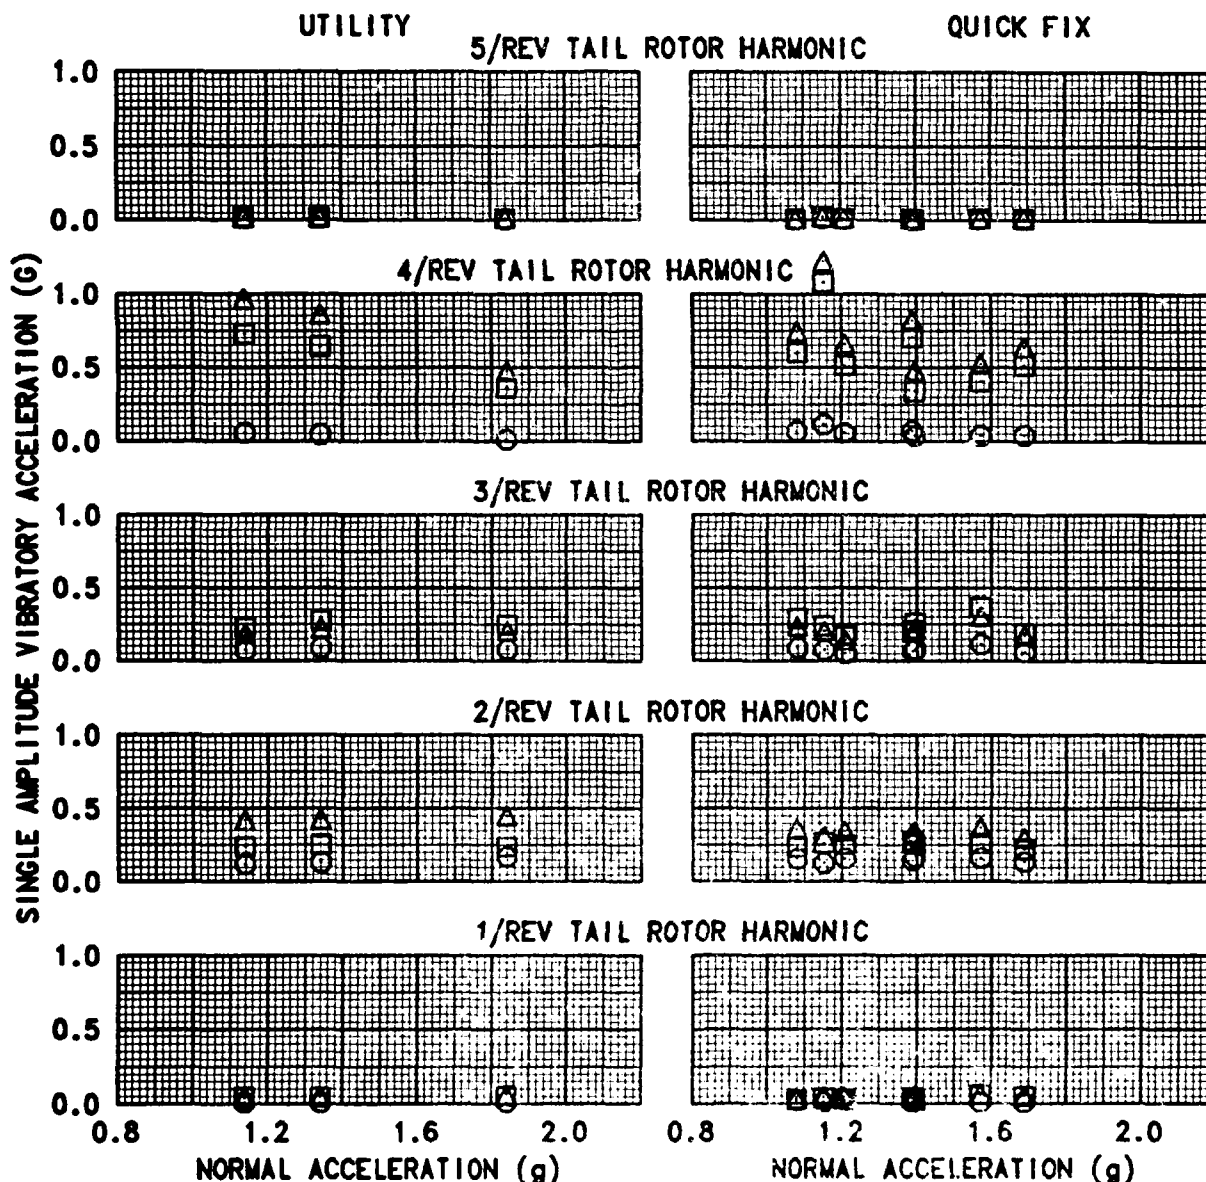 UTILITY
QUICK FIX
5/REV TAIL ROTOR HARMONIC
1.0
0.5
0.0
4/REV TAIL ROTOR HARMONIC
1.0
0.5
0.0
3/REV TAIL ROTOR HARMONIC
1.0
0.5
0.0
2/REV TAIL ROTOR HARMONIC
1.0
0.5
0.0
1/REV TAIL ROTOR HARMONIC
1.0
0.5
0.0
SINGLE AMPLITUDE VIBRATORY ACCELERATION (G)
0.8 1.2 1.6 2.0
0.8 1.2 1.6 2.0
NORMAL ACCELERATION (g)
NORMAL ACCELERATION (g)